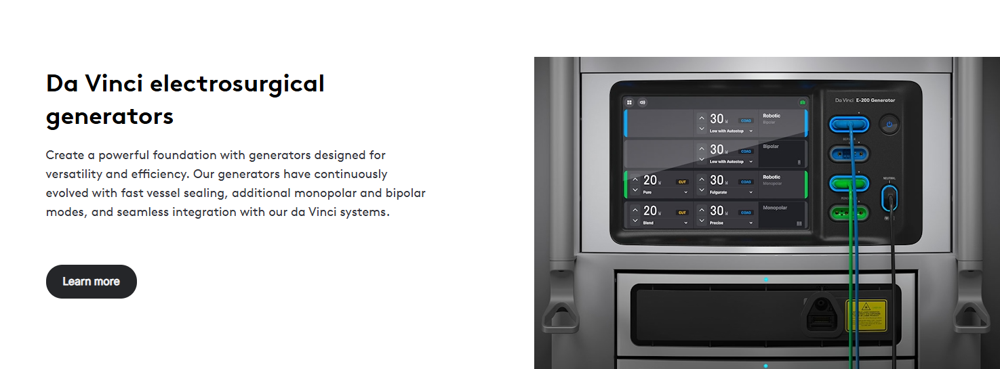 Da Vinci electrosurgical
generators
Create a powerful foundation with generators designed for
versatility and efficiency. Our generators have continuously
evolved with fast vessel sealing, additional monopolar and bipolar
modes, and seamless integration with our da Vinci systems.
Learn more
Da Vinci E-200 Generator
30 W COAG Robotic
Low with Autostop Bipolar
30 W COAG Bipolar
Low with Autostop
20 W CUT 30 W COAG Robotic
Pure Fulgurate Monopolar
20 W CUT 30 W COAG Monopolar
Blend Precise
BIPOLAR
NEUTRAL